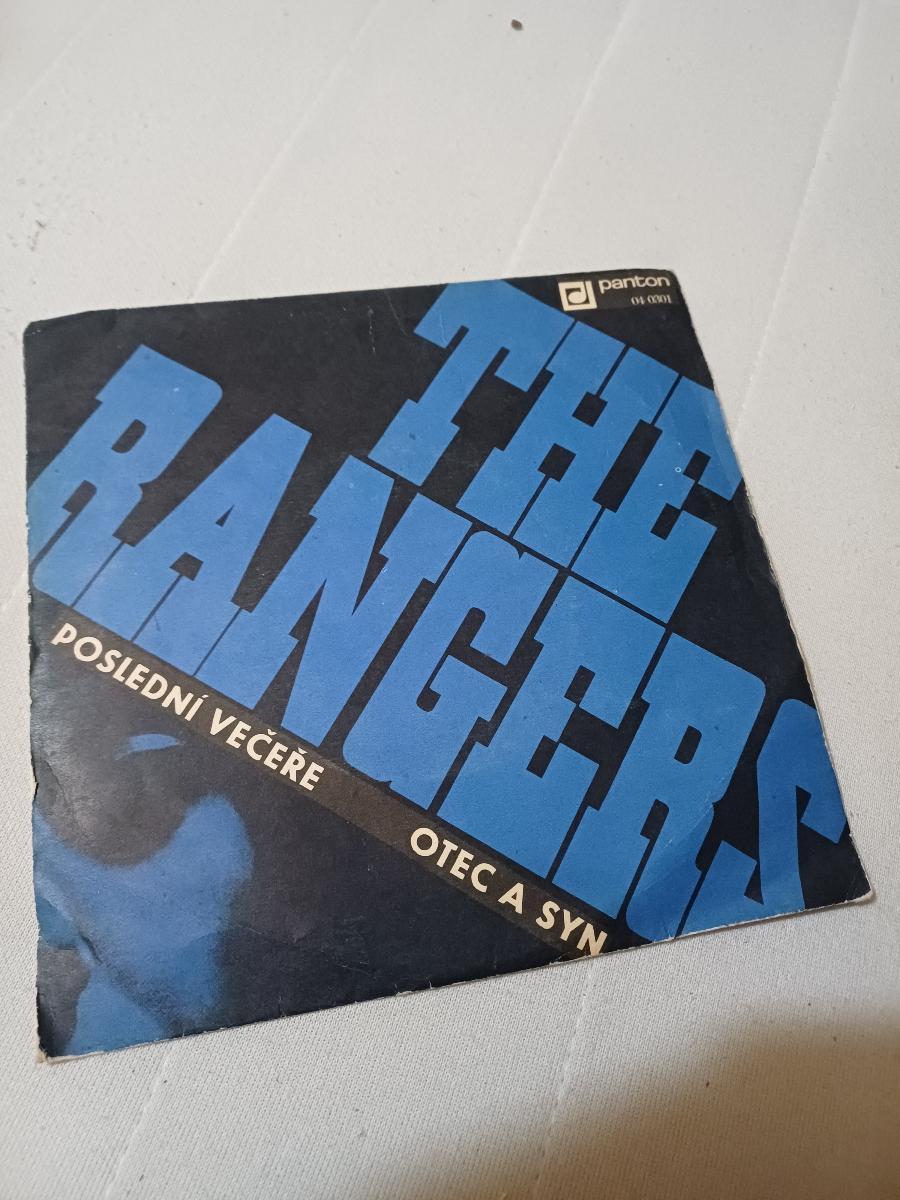 panton
04 0301
THE
RANGERS
POSLEDNÍ VEČEŘE OTEC A SYN